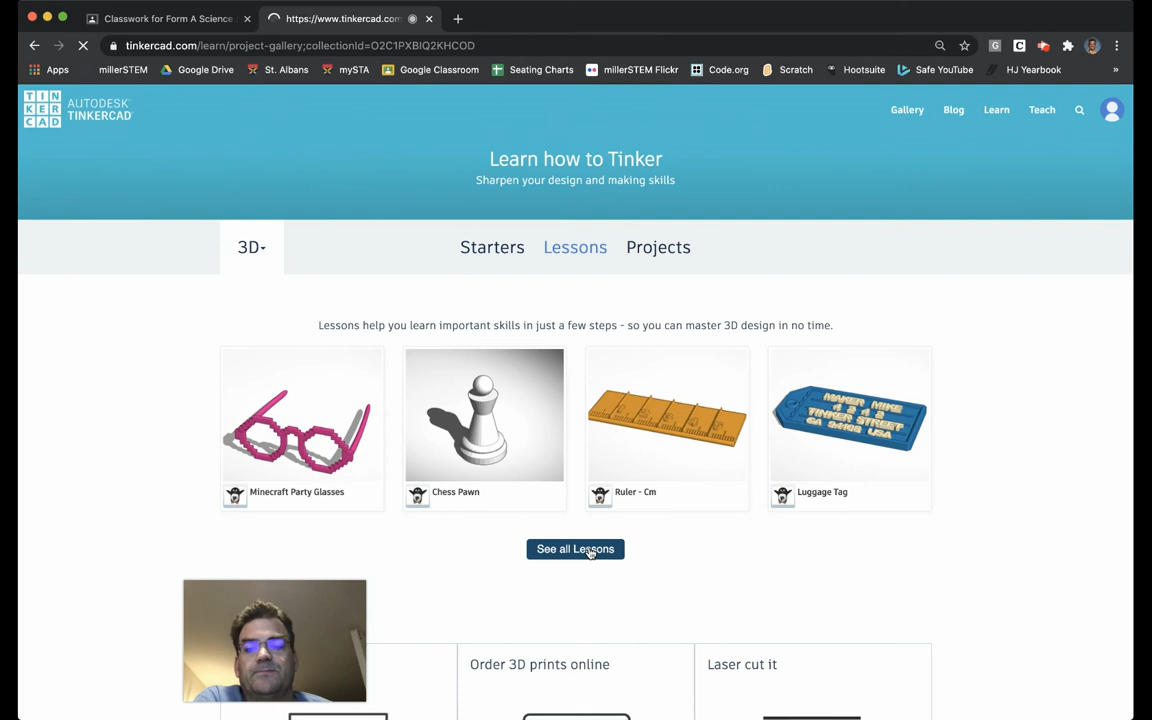 Classwork for Form A Science
https://www.tinkercad.com
tinkercad.com/learn/project-gallery;collectionId=O2C1PXBIQ2KHCOD
Apps millerSTEM Google Drive St. Albans mySTA Google Classroom Seating Charts millerSTEM Flickr Code.org Scratch Hootsuite Safe YouTube HJ Yearbook »
TIN
KER
CAD
AUTODESK
TINKERCAD
Gallery Blog Learn Teach
Learn how to Tinker
Sharpen your design and making skills
3D
Starters Lessons Projects
Lessons help you learn important skills in just a few steps - so you can master 3D design in no time.
MAKER MIKE
4242
TINKER STREET
USA
Minecraft Party Glasses
Chess Pawn
Ruler - Cm
Luggage Tag
See all Lessons
Order 3D prints online
Laser cut it